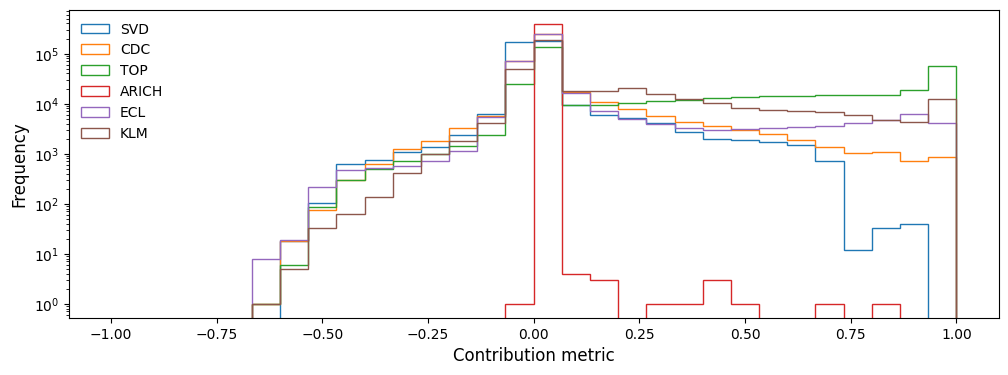 SVD
CDC
TOP
ARICH
ECL
KLM
Frequency
10⁵
10⁴
10³
10²
10¹
10⁰
−1.00 −0.75 −0.50 −0.25 0.00 0.25 0.50 0.75 1.00
Contribution metric